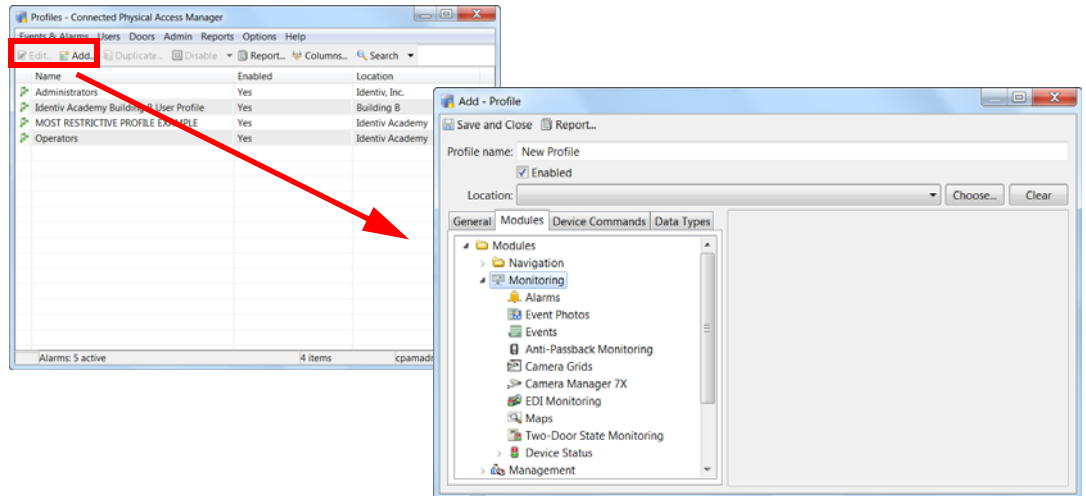 Profiles - Connected Physical Access Manager
Events & Alarms Users Doors Admin Reports Options Help
Edit... Add... Duplicate... Disable Report... Columns... Search
Name Enabled Location
Administrators Yes Identiv, Inc.
Identiv Academy Building B User Profile Yes Building B
MOST RESTRICTIVE PROFILE EXAMPLE Yes Identiv Academy
Operators Yes Identiv Academy
Alarms: 5 active 4 items cpamadm
Add - Profile
Save and Close Report...
Profile name: New Profile
Enabled
Location: Choose... Clear
General Modules Device Commands Data Types
Modules
Navigation
Monitoring
Alarms
Event Photos
Events
Anti-Passback Monitoring
Camera Grids
Camera Manager 7X
EDI Monitoring
Maps
Two-Door State Monitoring
Device Status
Management